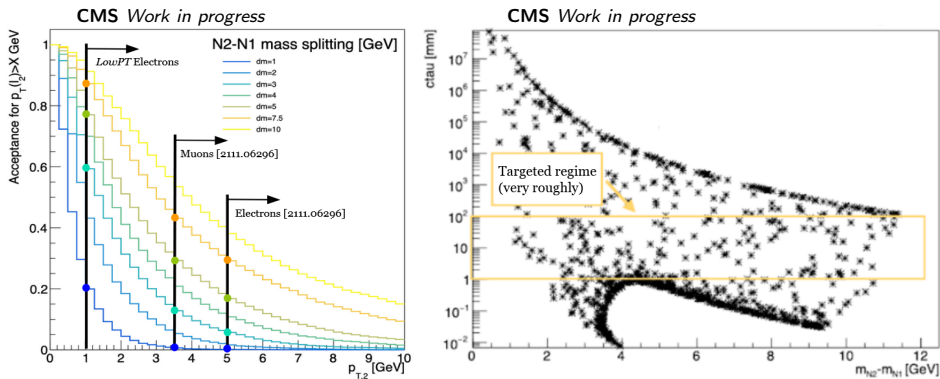 CMS Work in progress
Acceptance for p_T(l_2)>X GeV
N2-N1 mass splitting [GeV]
dm=1
dm=2
dm=3
dm=4
dm=5
dm=7.5
dm=10
LowPT Electrons
Muons [2111.06296]
Electrons [2111.06296]
1
0.8
0.6
0.4
0.2
0
0 1 2 3 4 5 6 7 8 9 10
p_T,2 [GeV]
CMS Work in progress
ctau [mm]
10^7
10^6
10^5
10^4
10^3
10^2
10
1
10^-1
10^-2
Targeted regime
(very roughly)
0 2 4 6 8 10 12
m_N2-m_N1 [GeV]